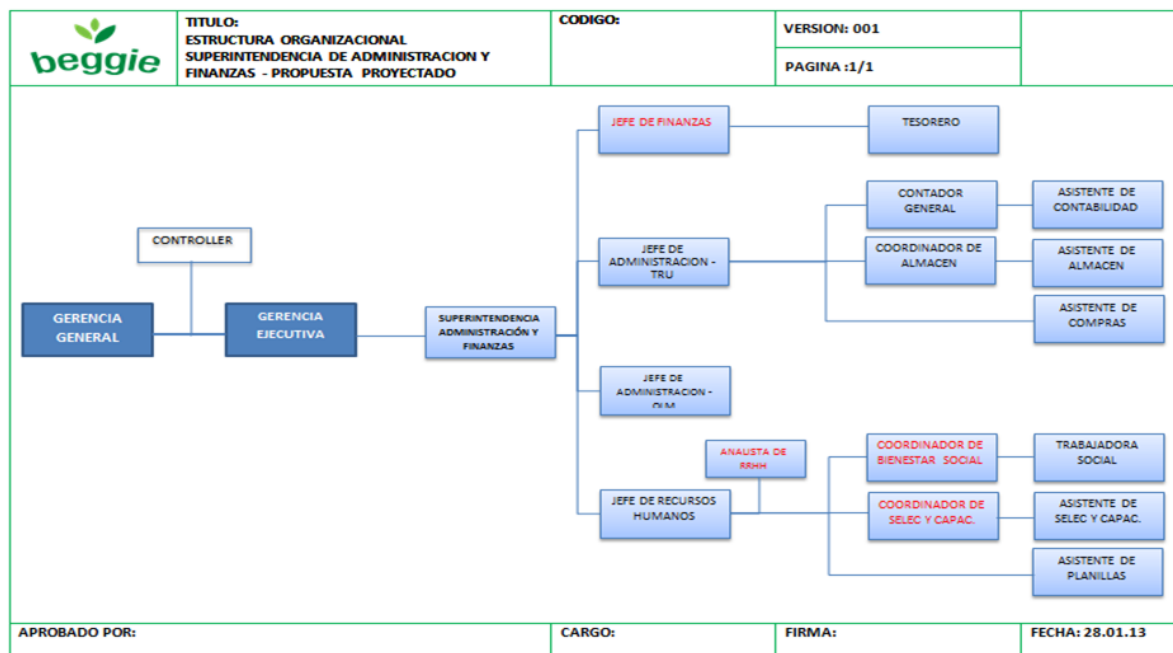 beggie
TITULO:
ESTRUCTURA ORGANIZACIONAL
SUPERINTENDENCIA DE ADMINISTRACION Y
FINANZAS - PROPUESTA PROYECTADO
CODIGO:
VERSION: 001
PAGINA :1/1
JEFE DE FINANZAS
TESORERO
CONTADOR
GENERAL
ASISTENTE DE
CONTABILIDAD
CONTROLLER
JEFE DE
ADMINISTRACION -
TRU
COORDINADOR DE
ALMACEN
ASISTENTE DE
ALMACEN
GERENCIA
GENERAL
GERENCIA
EJECUTIVA
SUPERINTENDENCIA
ADMINISTRACIÓN Y
FINANZAS
ASISTENTE DE
COMPRAS
JEFE DE
ADMINISTRACION -
ANALISTA DE
RRHH
COORDINADOR DE
BIENESTAR SOCIAL
TRABAJADORA
SOCIAL
JEFE DE RECURSOS
HUMANOS
COORDINADOR DE
SELEC Y CAPAC.
ASISTENTE DE
SELEC Y CAPAC.
ASISTENTE DE
PLANILLAS
APROBADO POR:
CARGO:
FIRMA:
FECHA: 28.01.13